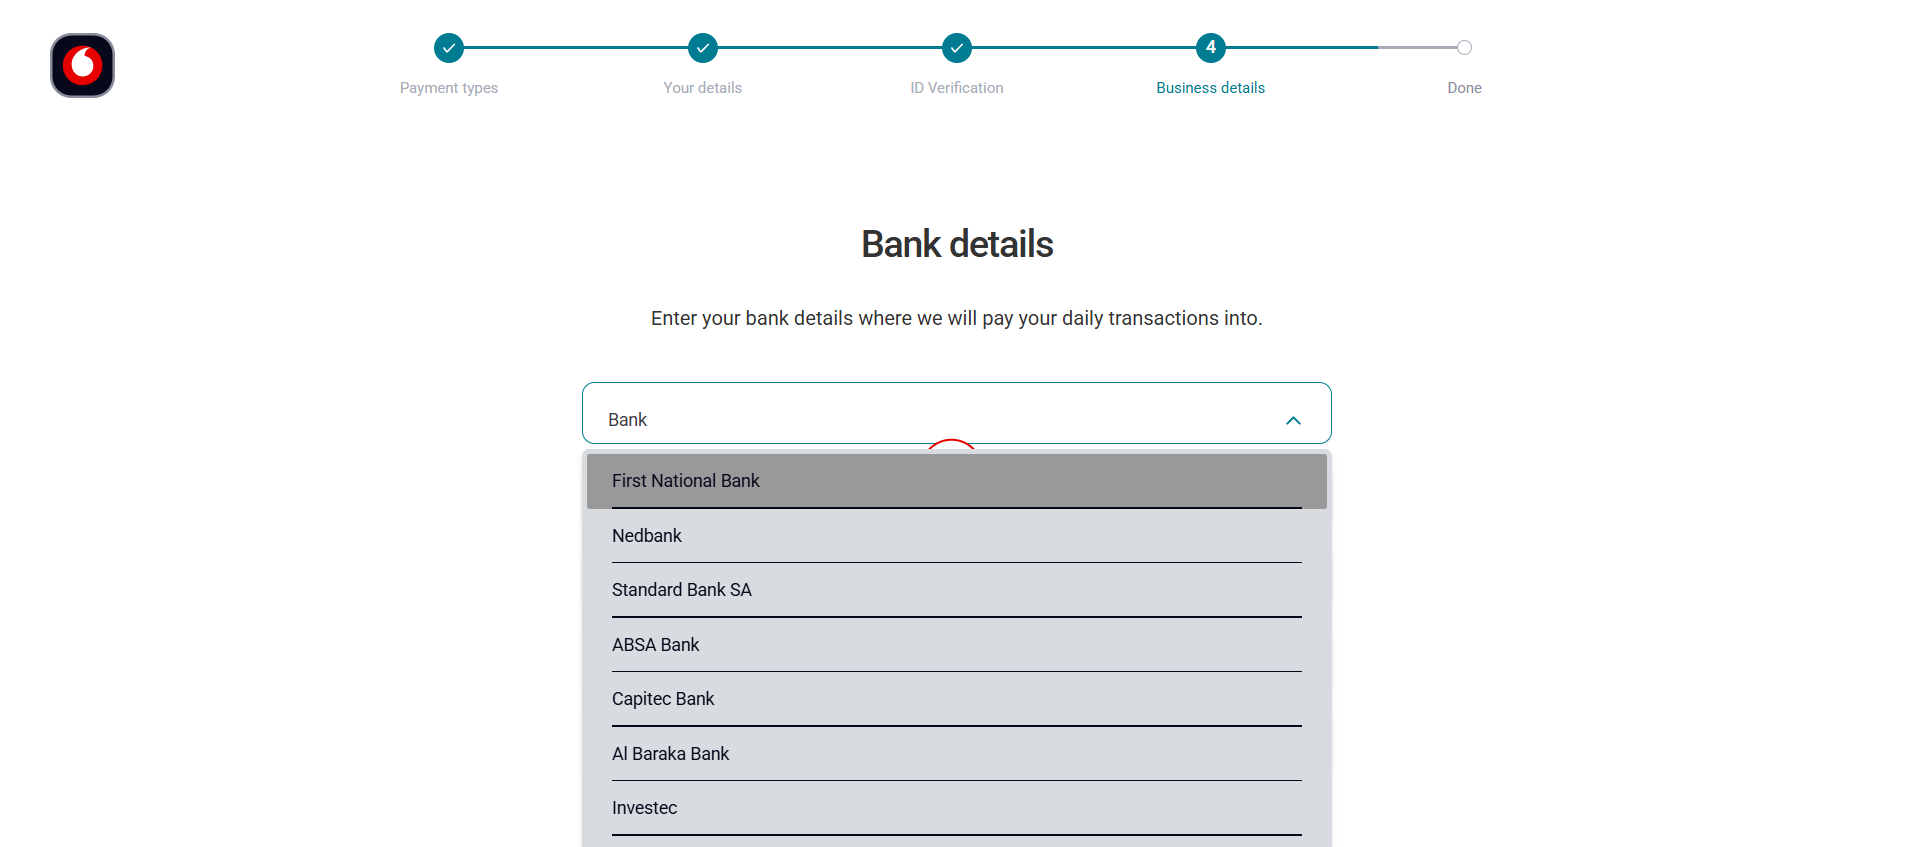 4
Payment types
Your details
ID Verification
Business details
Done
Bank details
Enter your bank details where we will pay your daily transactions into.
Bank
First National Bank
Nedbank
Standard Bank SA
ABSA Bank
Capitec Bank
Al Baraka Bank
Investec